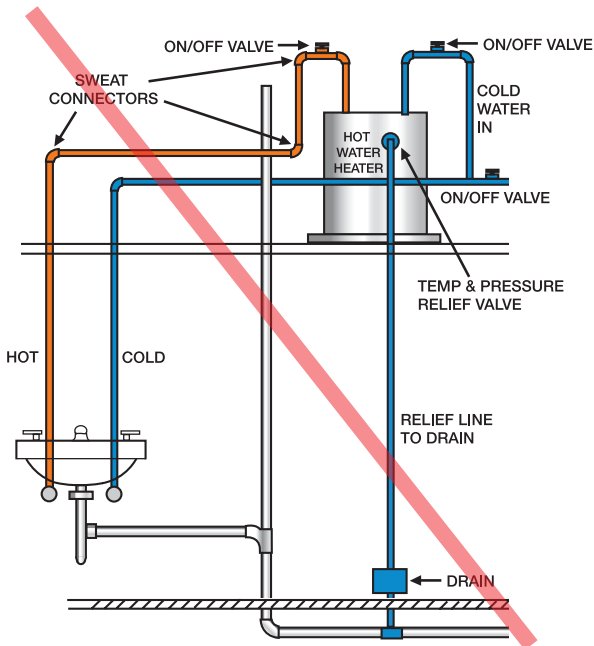 ON/OFF VALVE
ON/OFF VALVE
SWEAT
CONNECTORS
COLD
WATER
IN
HOT
WATER
HEATER
ON/OFF VALVE
TEMP & PRESSURE
RELIEF VALVE
HOT
COLD
RELIEF LINE
TO DRAIN
DRAIN